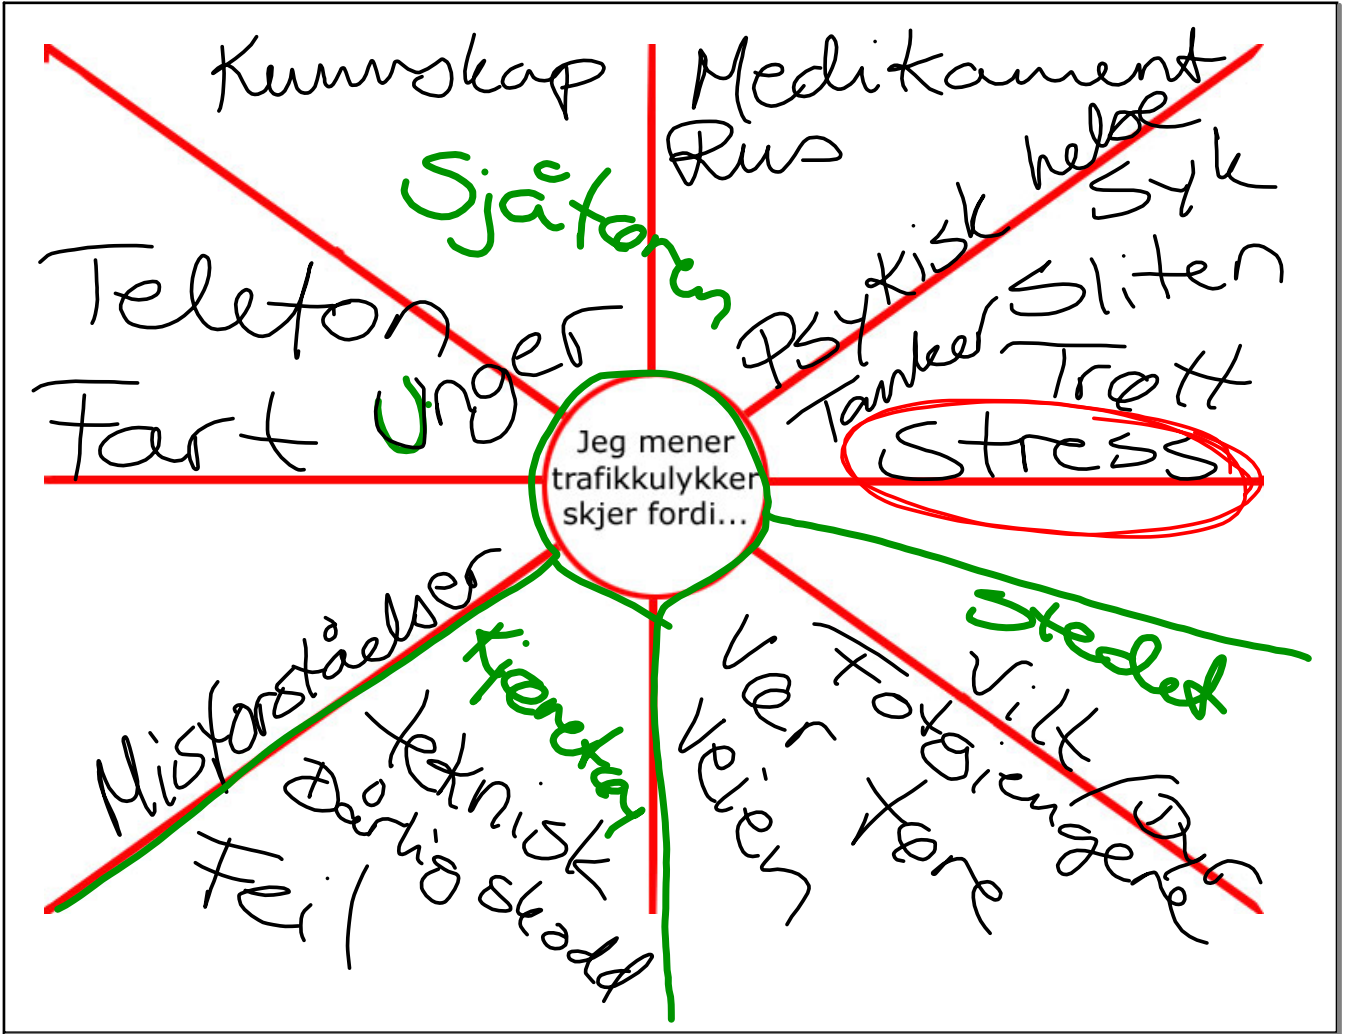 Kunnskap
Medikament
Rus
Sjåføren
Psykisk helse
Syk
Sliten
Tanker
Trøtt
Stress
Telefon
unger
Fart
Jeg mener
trafikkulykker
skjer fordi...
Stedet
Vilt
Fotgjengere
Føre
Vær
Veien
Kjøretøy
Misforståelser
Teknisk
Feil
Dårlig skodd